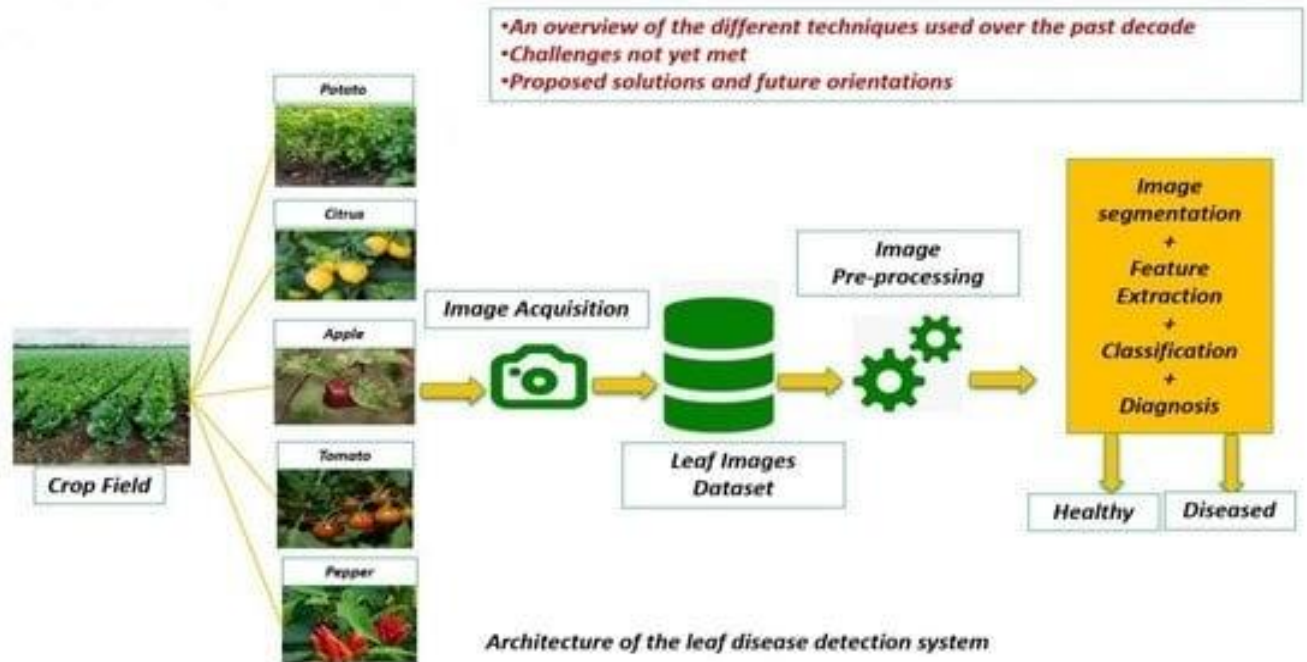 •An overview of the different techniques used over the past decade
•Challenges not yet met
•Proposed solutions and future orientations
Potato
Citrus
Apple
Tomato
Pepper
Crop Field
Image Acquisition
Leaf Images
Dataset
Image
Pre-processing
Image
segmentation
+
Feature
Extraction
+
Classification
+
Diagnosis
Healthy
Diseased
Architecture of the leaf disease detection system